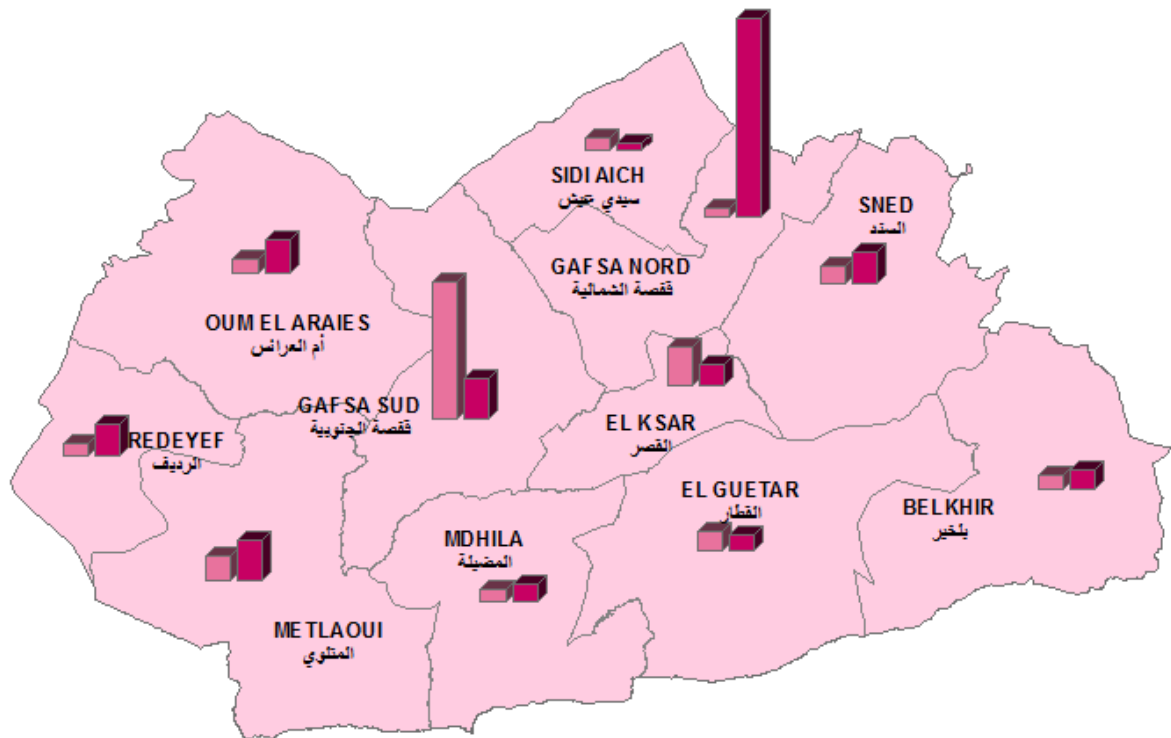 SIDI AICH
سيدي عيش
SNED
السند
GAFSA NORD
قفصة الشمالية
OUM EL ARAIES
أم العرائس
GAFSA SUD
قفصة الجنوبية
EL KSAR
القصر
REDEYEF
الرديف
EL GUETAR
القطار
BELKHIR
بلخير
MDHILA
المضيلة
METLAOUI
المتلوي